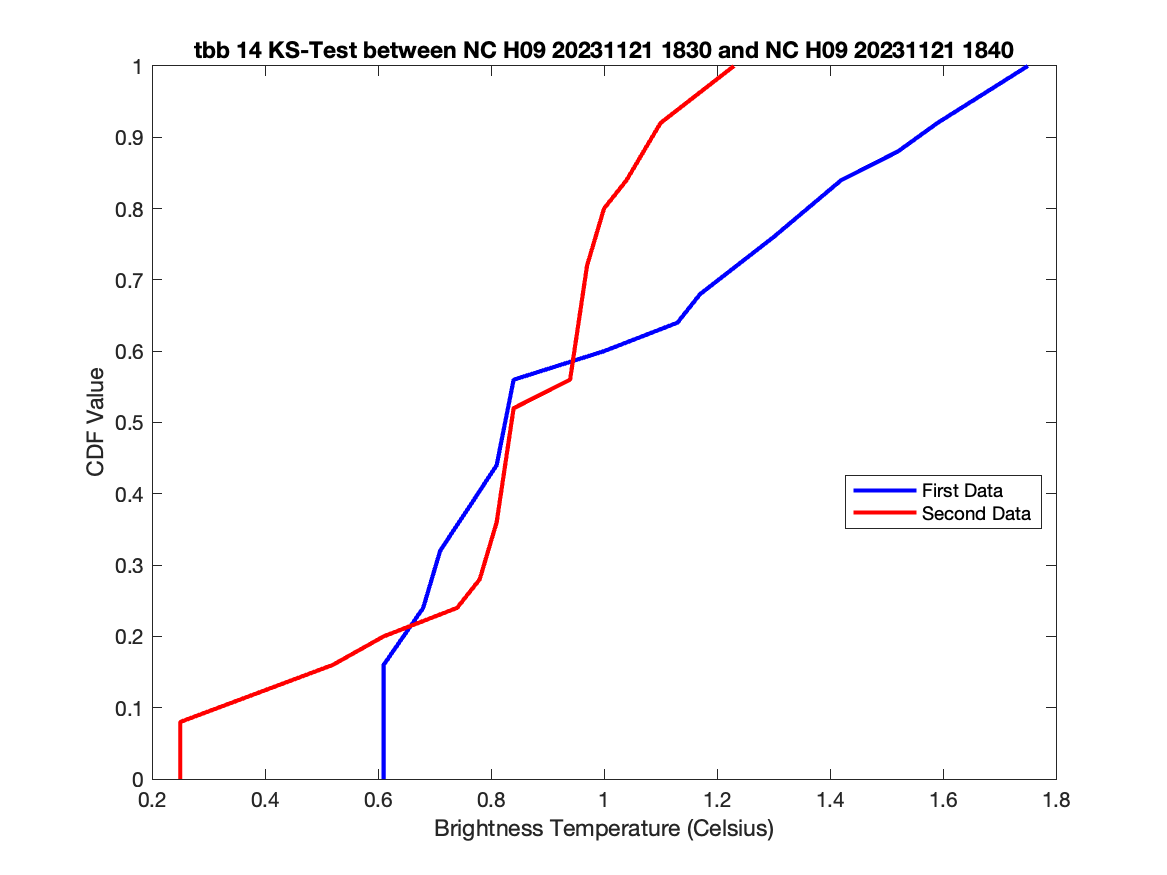 tbb 14 KS-Test between NC H09 20231121 1830 and NC H09 20231121 1840
1
0.9
0.8
0.7
0.6
0.5
0.4
0.3
0.2
0.1
0
CDF Value
First Data
Second Data
0.2 0.4 0.6 0.8 1 1.2 1.4 1.6 1.8
Brightness Temperature (Celsius)